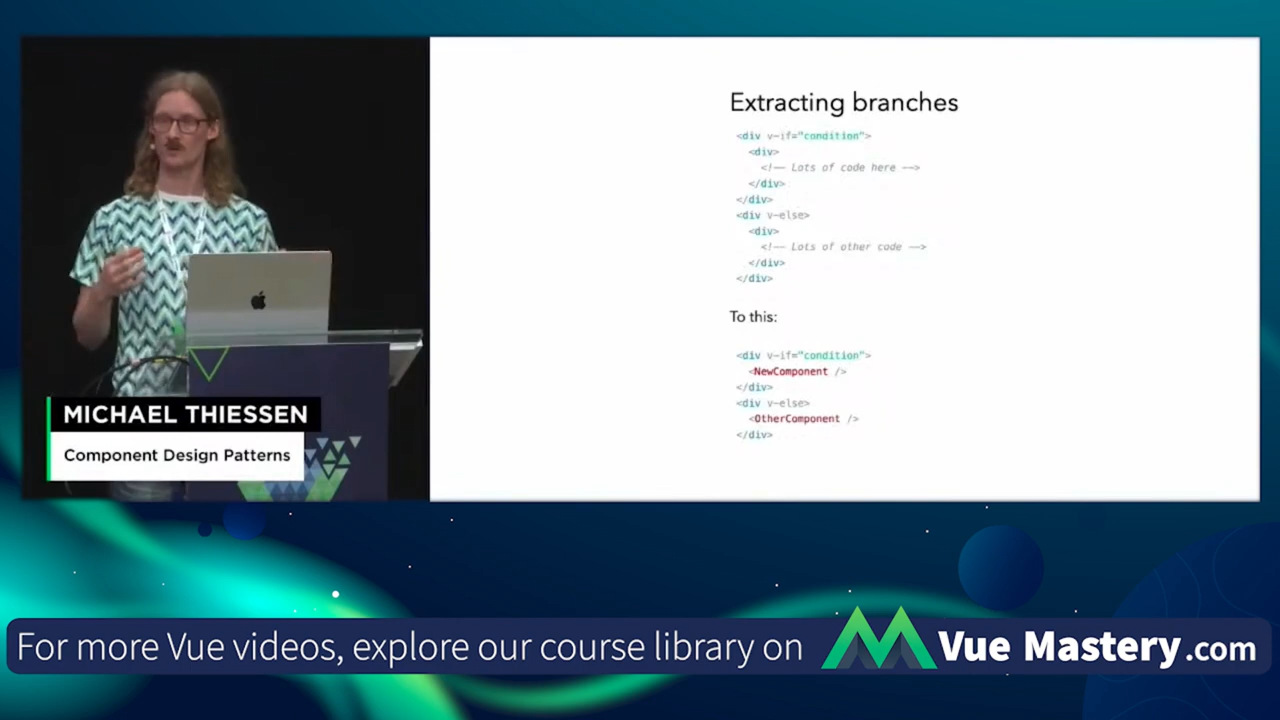 Extracting branches
<div v-if="condition">
<div>
<!-- Lots of code here -->
</div>
</div>
<div v-else>
<div>
<!-- Lots of other code -->
</div>
</div>
To this:
<div v-if="condition">
<NewComponent />
</div>
<div v-else>
<OtherComponent />
</div>
MICHAEL THIESSEN
Component Design Patterns
For more Vue videos, explore our course library on Vue Mastery.com